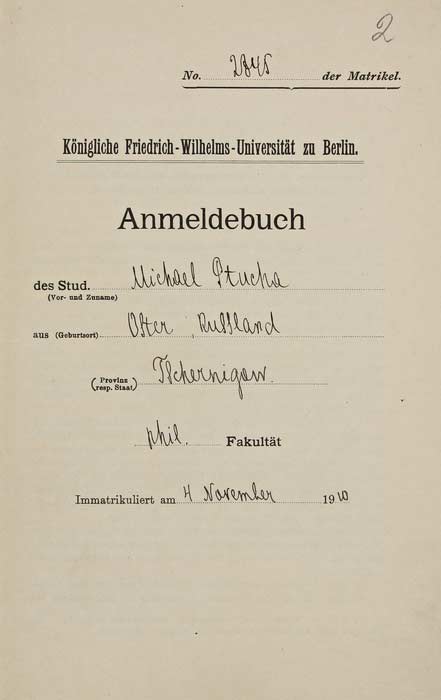 2
No. 2845 der Matrikel.
Königliche Friedrich-Wilhelms-Universität zu Berlin.
Anmeldebuch
des Stud. Michael Ptucha
(Vor- und Zuname)
aus (Geburtsort) Oster, Russland
(Provinz resp. Staat) Tschernigow.
phil. Fakultät
Immatrikuliert am 4 November 1910